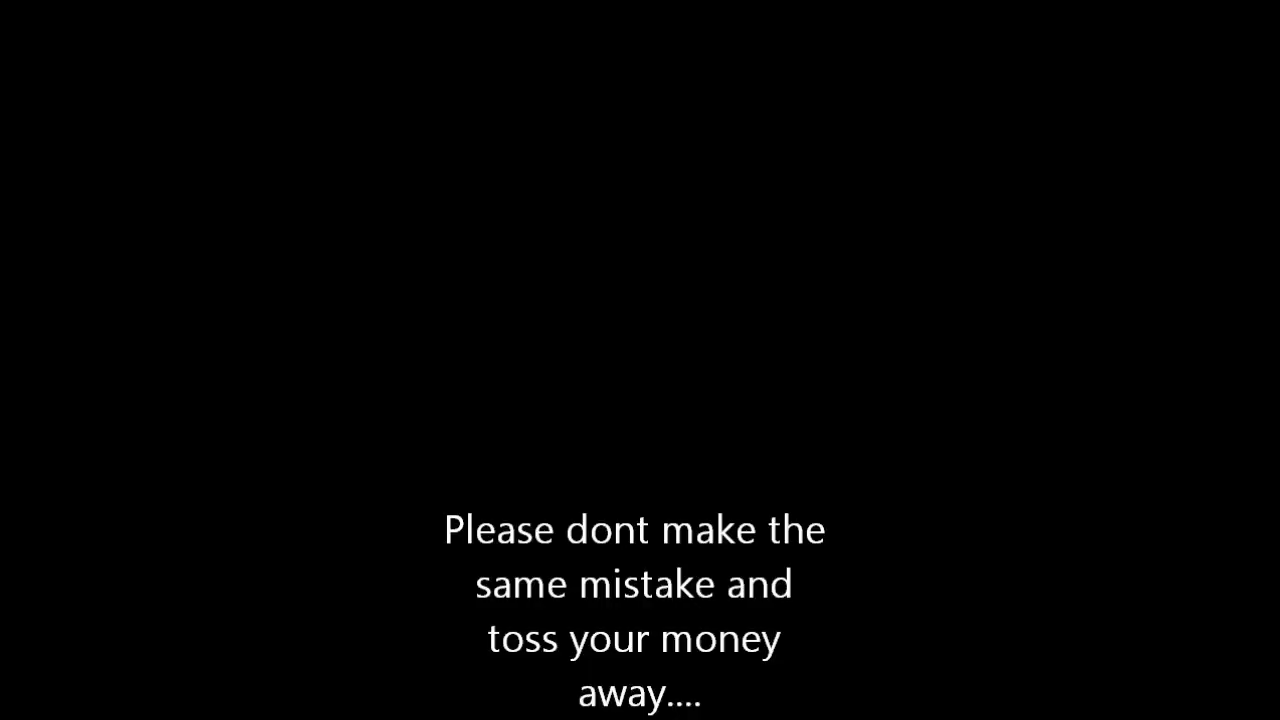 Please dont make the
same mistake and
toss your money
away....